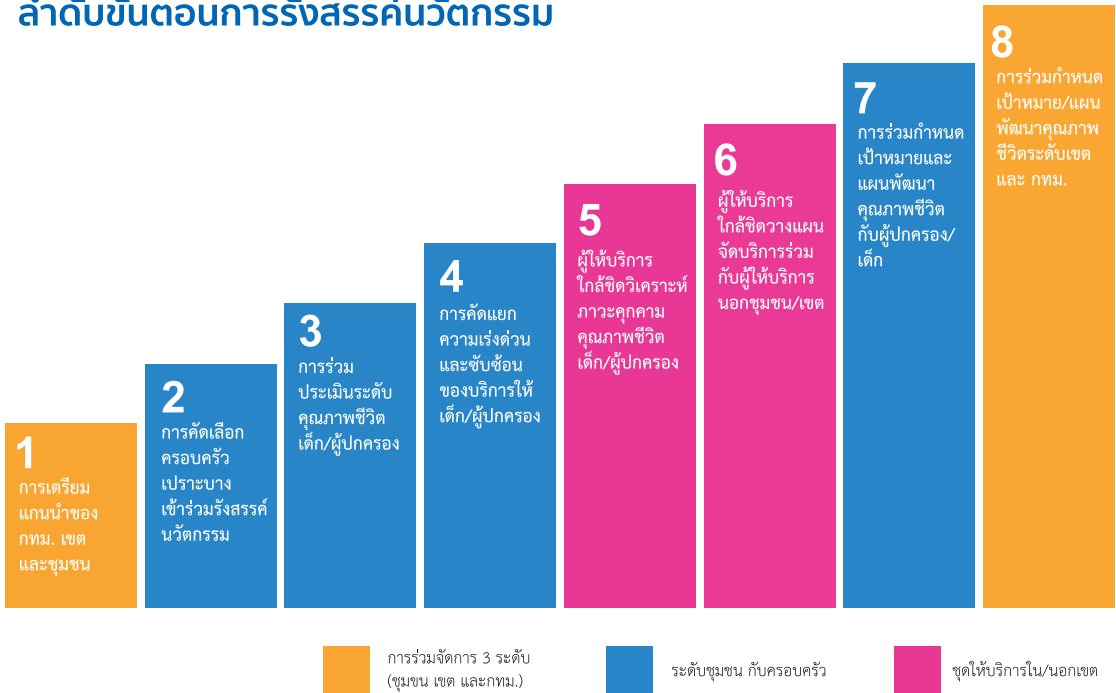 ลำดับขั้นตอนการรังสรรค์นวัตกรรม
1
การเตรียม
แกนนำของ
กทม. เขต
และชุมชน
2
การคัดเลือก
ครอบครัว
เปราะบาง
เข้าร่วมรังสรรค์
นวัตกรรม
3
การร่วม
ประเมินระดับ
คุณภาพชีวิต
เด็ก/ผู้ปกครอง
4
การคัดแยก
ความเร่งด่วน
และซับซ้อน
ของบริการให้
เด็ก/ผู้ปกครอง
5
ผู้ให้บริการ
ใกล้ชิดวิเคราะห์
ภาวะคุกคาม
คุณภาพชีวิต
เด็ก/ผู้ปกครอง
6
ผู้ให้บริการ
ใกล้ชิดวางแผน
จัดบริการร่วม
กับผู้ให้บริการ
นอกชุมชน/เขต
7
การร่วมกำหนด
เป้าหมายและ
แผนพัฒนา
คุณภาพชีวิต
กับผู้ปกครอง/
เด็ก
8
การร่วมกำหนด
เป้าหมาย/แผน
พัฒนาคุณภาพ
ชีวิตระดับเขต
และ กทม.
การร่วมจัดการ 3 ระดับ
(ชุมชน เขต และกทม.)
ระดับชุมชน กับครอบครัว
ชุดให้บริการใน/นอกเขต